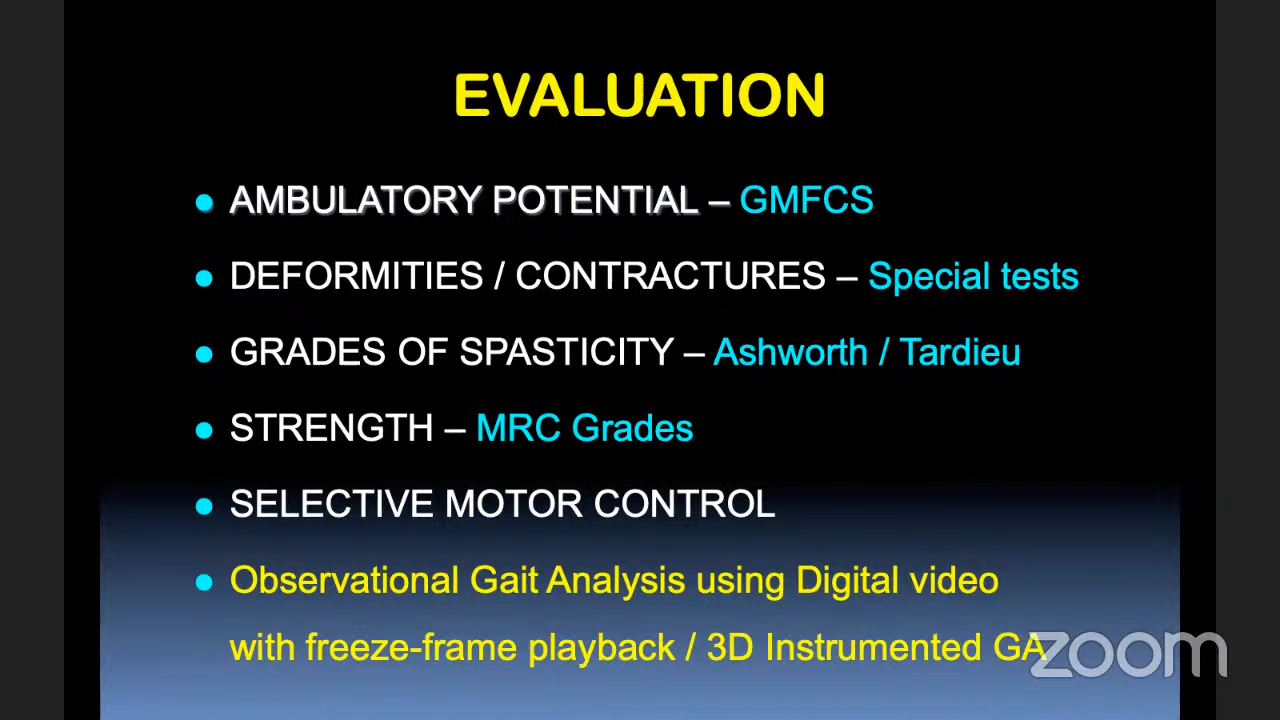 EVALUATION
● AMBULATORY POTENTIAL – GMFCS
● DEFORMITIES / CONTRACTURES – Special tests
● GRADES OF SPASTICITY – Ashworth / Tardieu
● STRENGTH – MRC Grades
● SELECTIVE MOTOR CONTROL
● Observational Gait Analysis using Digital video
with freeze-frame playback / 3D Instrumented GA
zoom